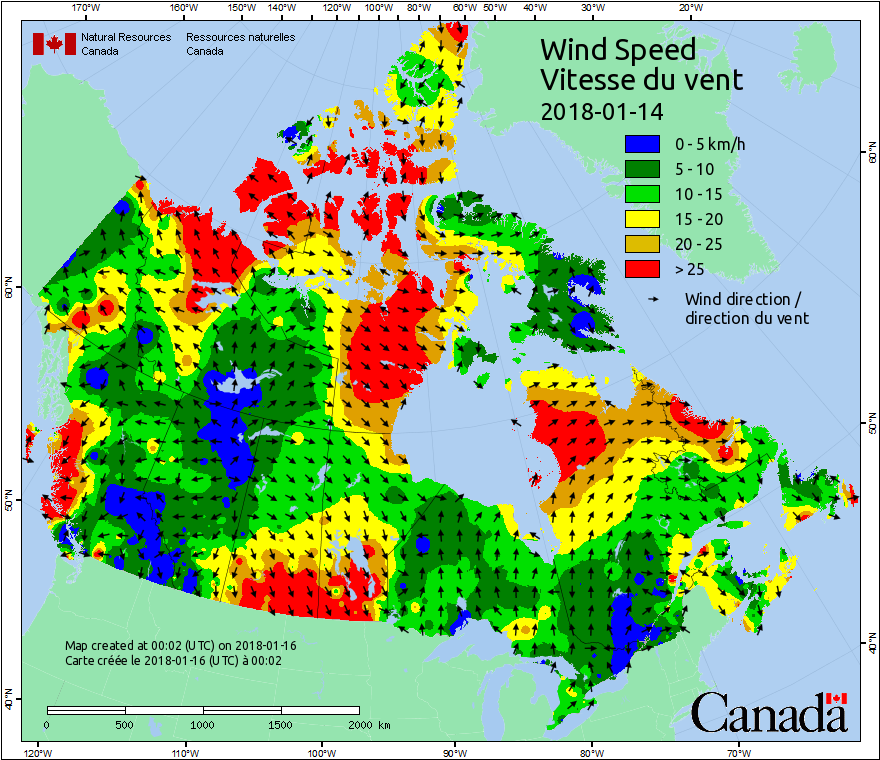 170°W 160°W 150°W 140°W 130°W 120°W 110°W 100°W 90°W 80°W 70°W 60°W 50°W 40°W 30°W 20°W
Natural Resources Canada
Ressources naturelles Canada
Wind Speed
Vitesse du vent
2018-01-14
0 - 5 km/h
5 - 10
10 - 15
15 - 20
20 - 25
> 25
Wind direction /
direction du vent
60°N
60°N
50°N
50°N
40°N
40°N
Map created at 00:02 (UTC) on 2018-01-16
Carte créée le 2018-01-16 (UTC) à 00:02
0 500 1000 1500 2000 km
Canada
120°W 110°W 100°W 90°W 80°W 70°W